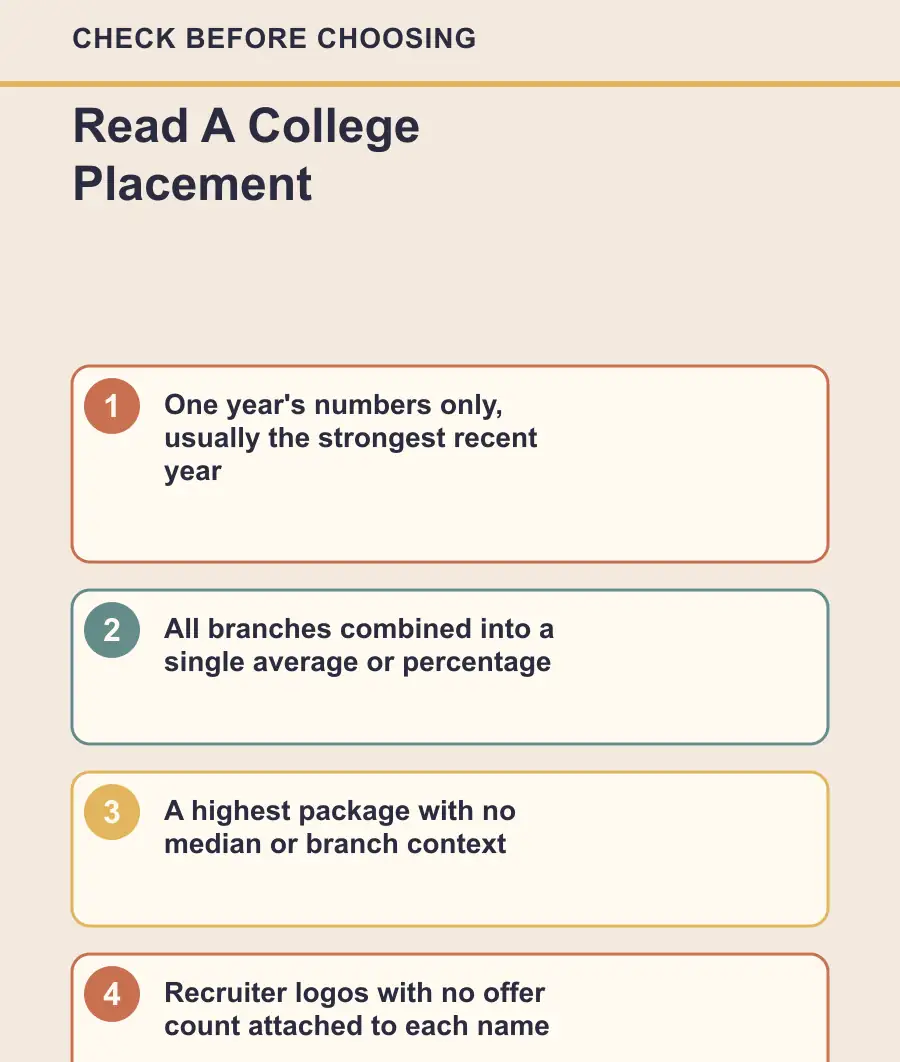 CHECK BEFORE CHOOSING
Read A College
Placement
1
One year's numbers only,
usually the strongest recent
year
2
All branches combined into a
single average or percentage
3
A highest package with no
median or branch context
4
Recruiter logos with no offer
count attached to each name